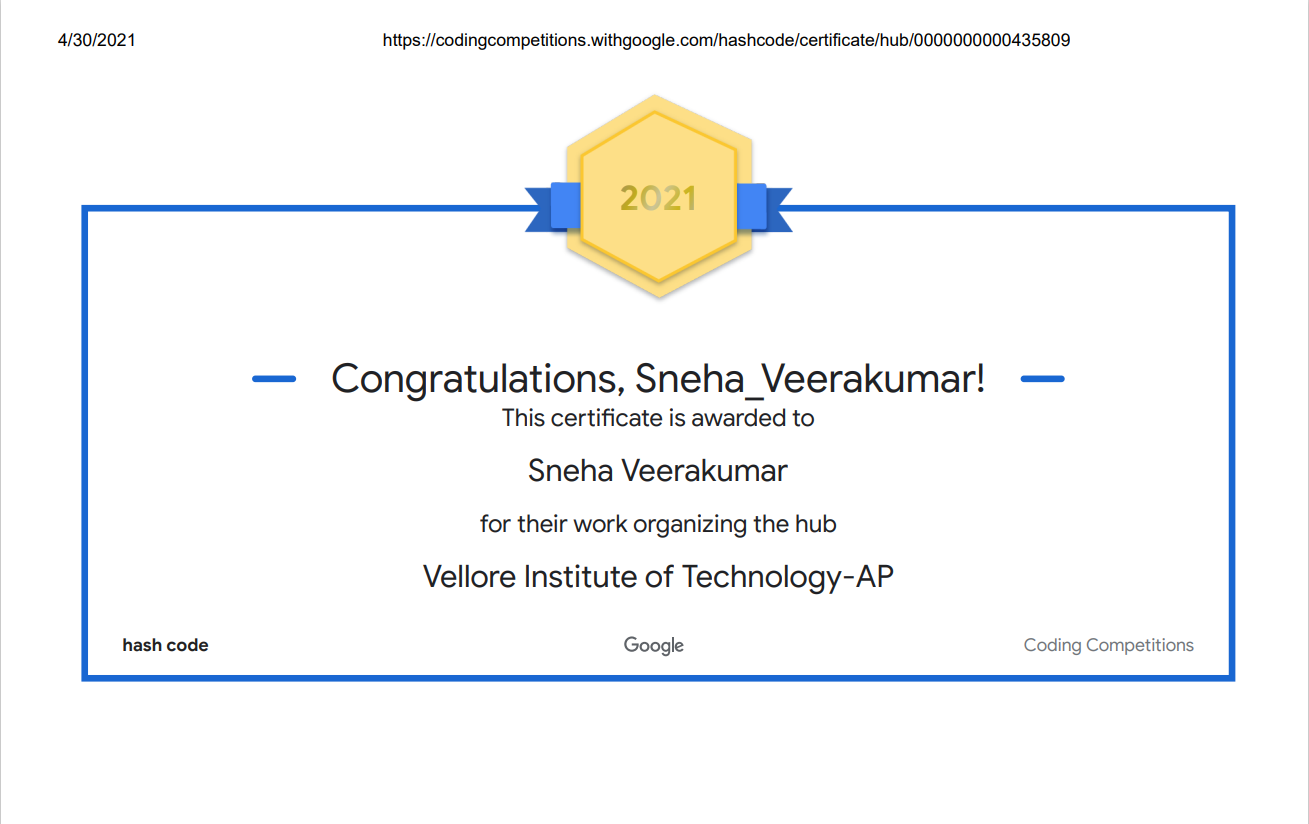 4/30/2021 https://codingcompetitions.withgoogle.com/hashcode/certificate/hub/0000000000435809
2021
Congratulations, Sneha_Veerakumar!
This certificate is awarded to
Sneha Veerakumar
for their work organizing the hub
Vellore Institute of Technology-AP
hash code Google Coding Competitions